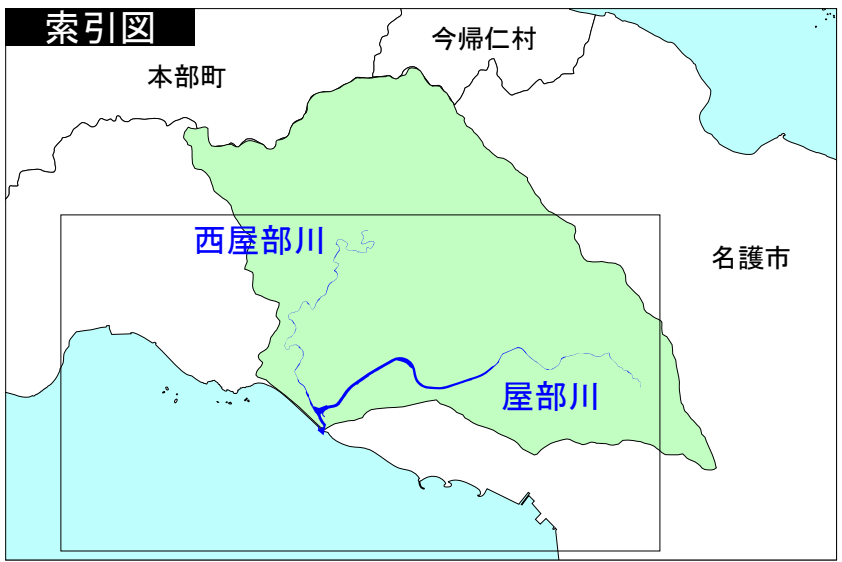 索引図
今帰仁村
本部町
西屋部川
名護市
屋部川